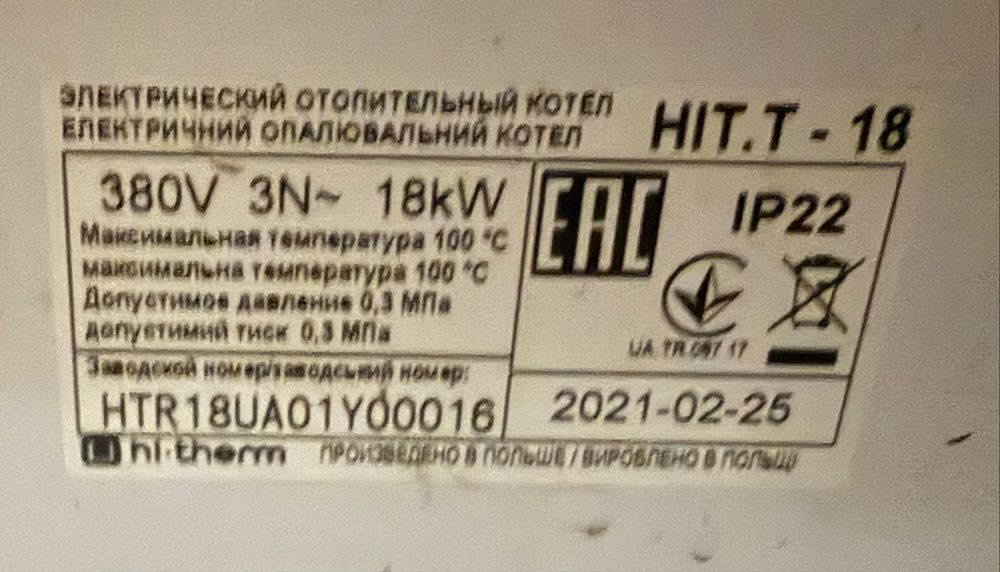 ЭЛЕКТРИЧЕСКИЙ ОТОПИТЕЛЬНЫЙ КОТЕЛ
ЕЛЕКТРИЧНИЙ ОПАЛЮВАЛЬНИЙ КОТЕЛ
HIT.T - 18
380V 3N~ 18kW
Максимальная температура 100 °C
максимальна температура 100 °C
Допустимое давление 0,3 МПа
допустимий тиск 0,3 МПа
EAC
IP22
UA.TR.087 17
Заводской номер/заводський номер:
HTR18UA01Y00016
2021-02-25
hi-therm
ПРОИЗВЕДЕНО В ПОЛЬШЕ / ВИРОБЛЕНО В ПОЛЬЩІ